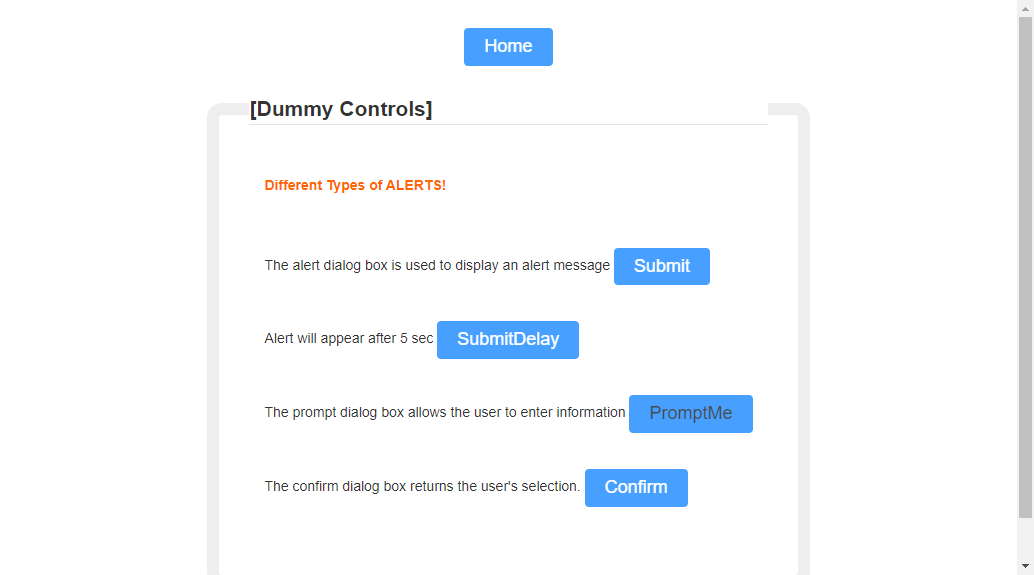 Home
[Dummy Controls]
Different Types of ALERTS!
The alert dialog box is used to display an alert message Submit
Alert will appear after 5 sec SubmitDelay
The prompt dialog box allows the user to enter information PromptMe
The confirm dialog box returns the user's selection. Confirm